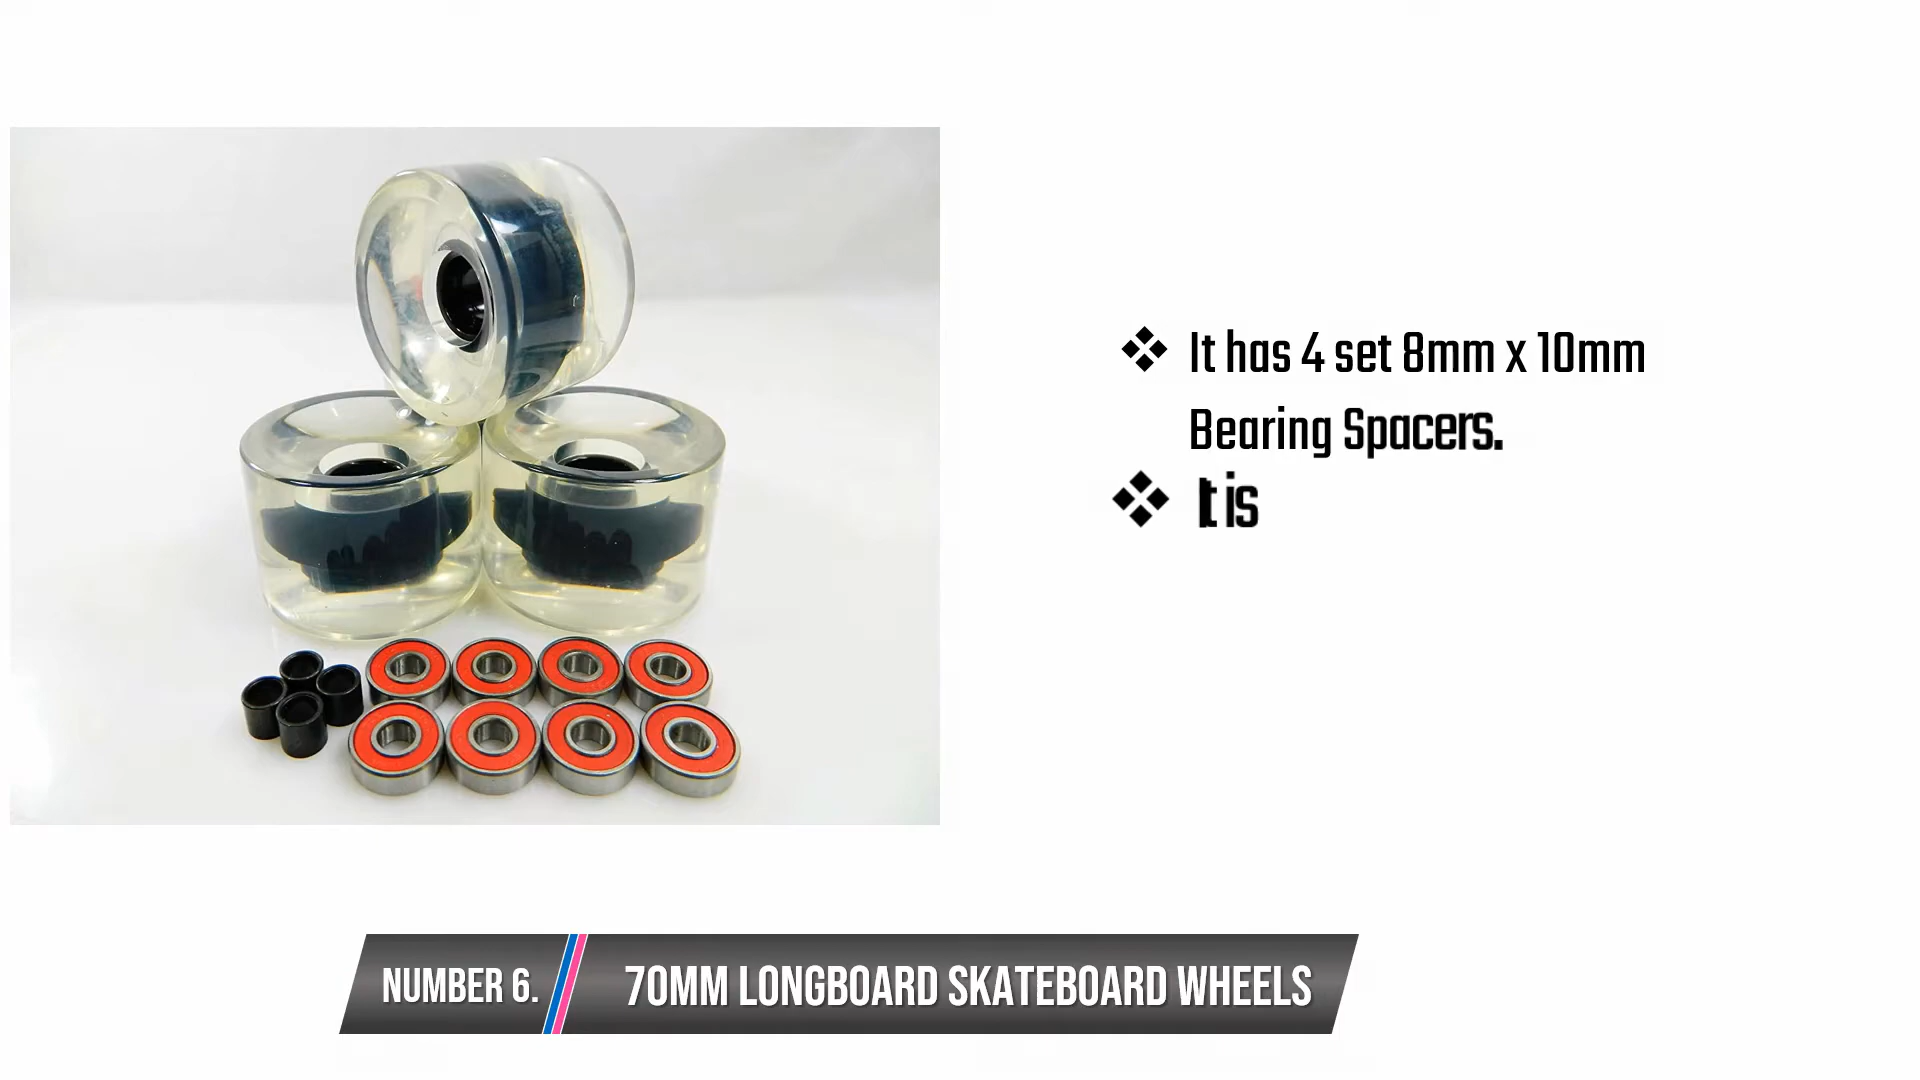 It has 4 set 8mm x 10mm
Bearing Spacers.
It is
NUMBER 6.
70MM LONGBOARD SKATEBOARD WHEELS